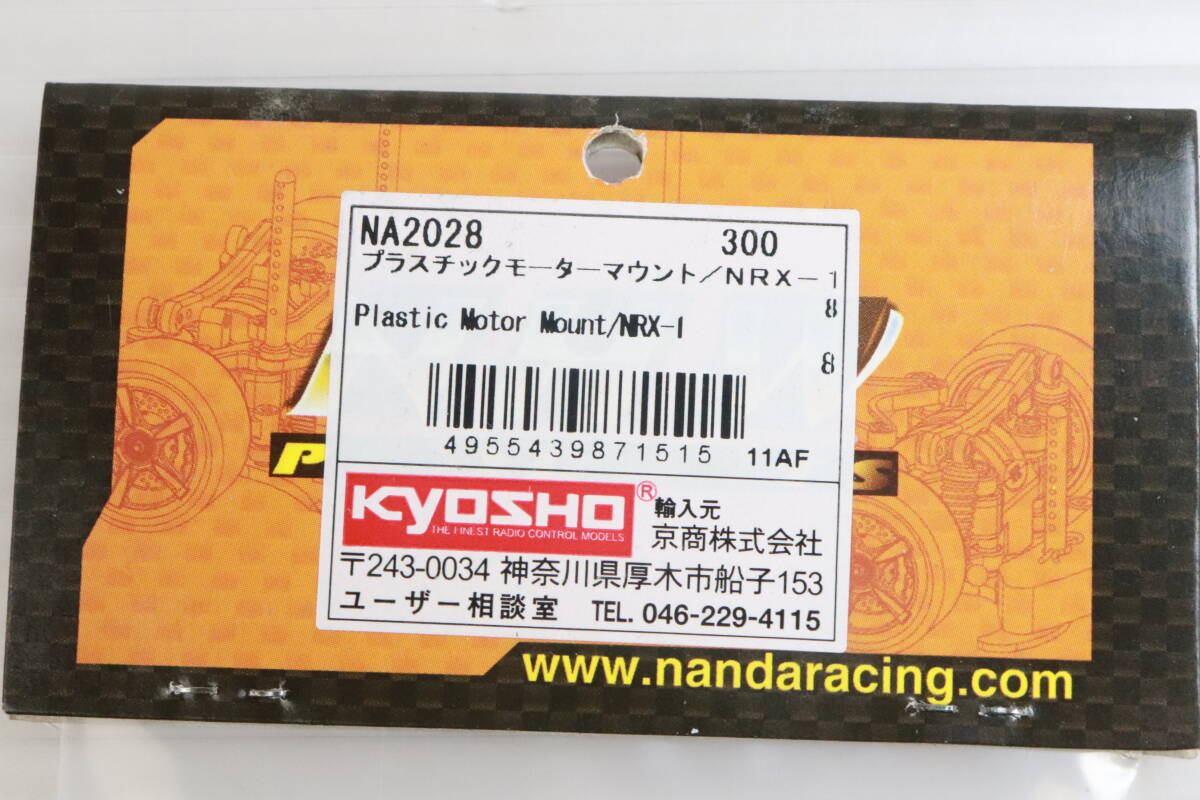 NA2028 300
プラスチックモーターマウント／NRX－1
8
Plastic Motor Mount/NRX-1
8
4955439871515 11AF
KYOSHO®
THE FINEST RADIO CONTROL MODELS
輸入元
京商株式会社
〒243-0034 神奈川県厚木市船子153
ユーザー相談室 TEL. 046-229-4115
www.nandaracing.com